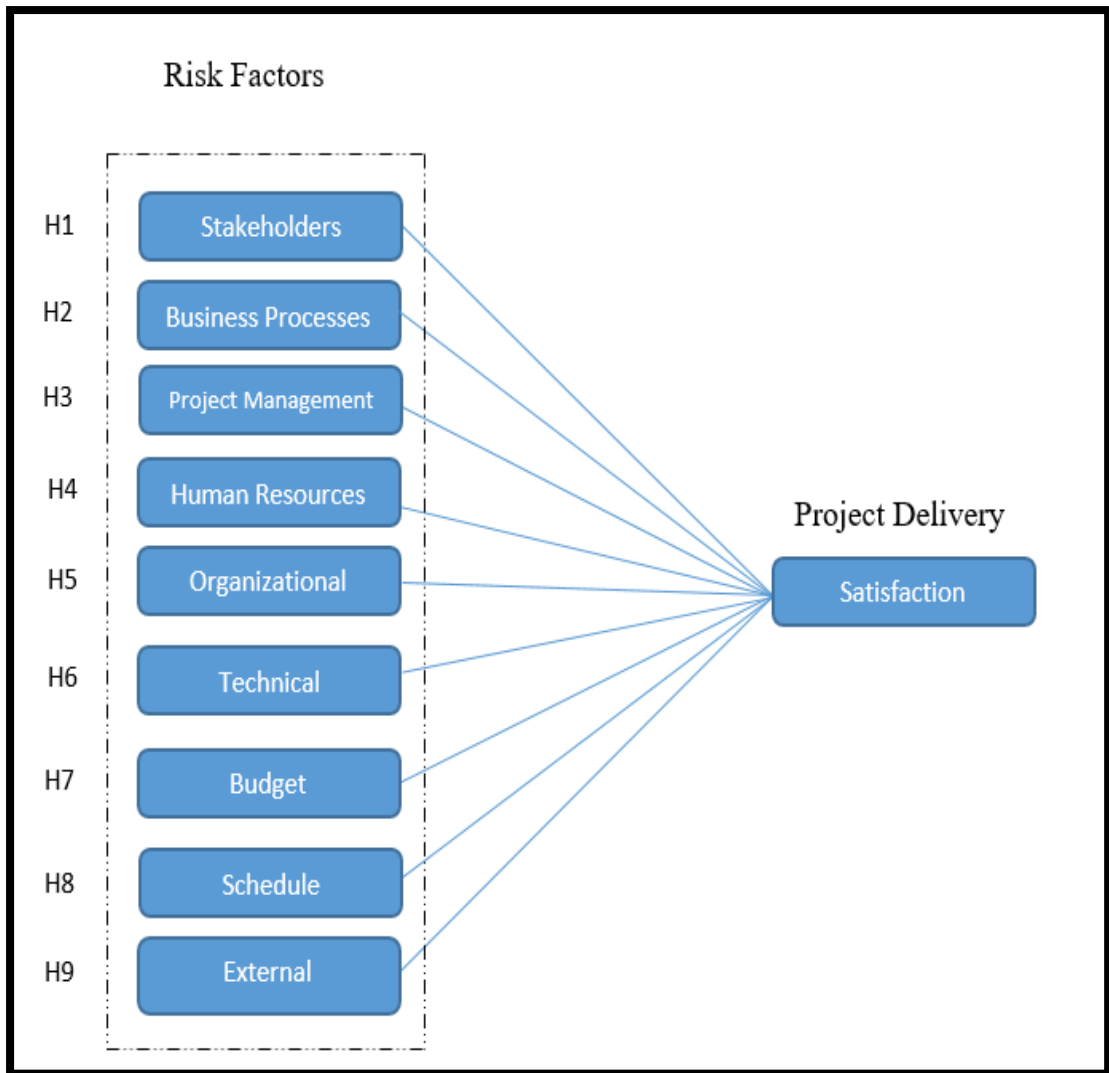 Risk Factors
H1
Stakeholders
H2
Business Processes
H3
Project Management
H4
Human Resources
Project Delivery
H5
Organizational
Satisfaction
H6
Technical
H7
Budget
H8
Schedule
H9
External